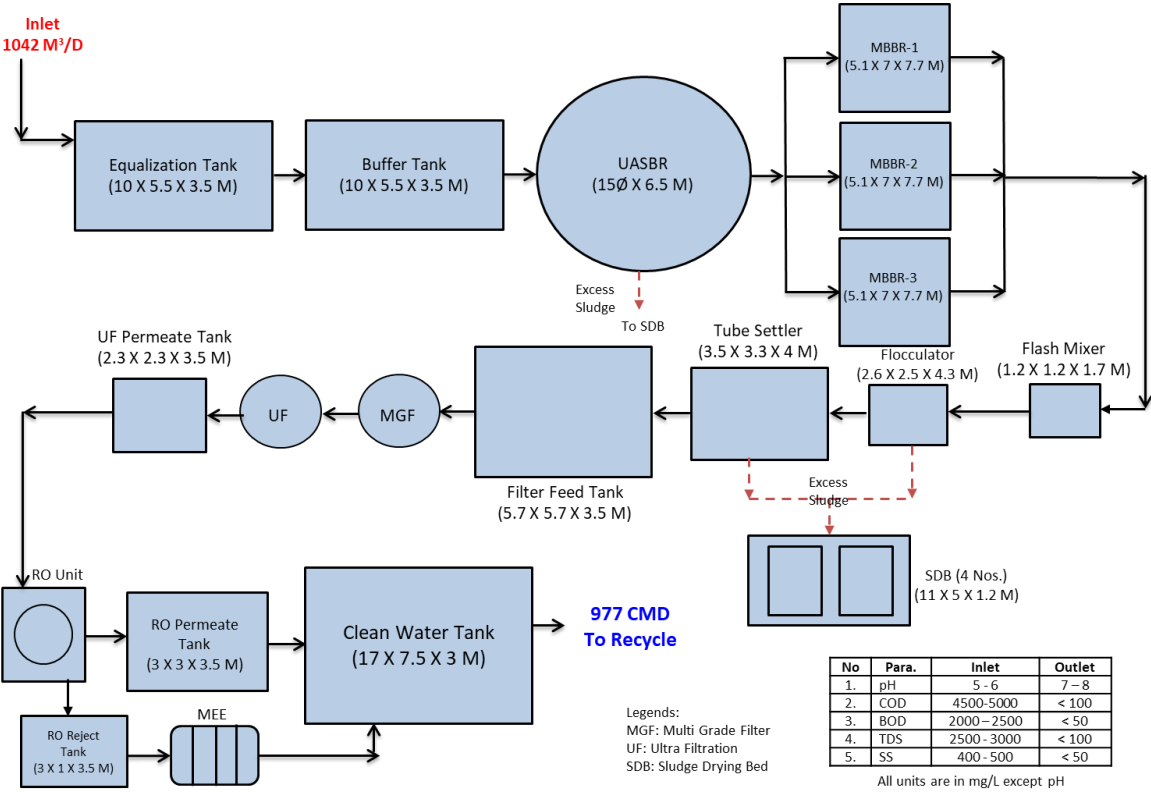 Inlet
1042 M³/D
Equalization Tank
(10 X 5.5 X 3.5 M)
Buffer Tank
(10 X 5.5 X 3.5 M)
UASBR
(15Ø X 6.5 M)
MBBR-1
(5.1 X 7 X 7.7 M)
MBBR-2
(5.1 X 7 X 7.7 M)
MBBR-3
(5.1 X 7 X 7.7 M)
Excess
Sludge
To SDB
UF Permeate Tank
(2.3 X 2.3 X 3.5 M)
UF
MGF
Filter Feed Tank
(5.7 X 5.7 X 3.5 M)
Tube Settler
(3.5 X 3.3 X 4 M)
Flocculator
(2.6 X 2.5 X 4.3 M)
Flash Mixer
(1.2 X 1.2 X 1.7 M)
Excess
Sludge
SDB (4 Nos.)
(11 X 5 X 1.2 M)
RO Unit
RO Permeate
Tank
(3 X 3 X 3.5 M)
Clean Water Tank
(17 X 7.5 X 3 M)
977 CMD
To Recycle
RO Reject
Tank
(3 X 1 X 3.5 M)
MEE
Legends:
MGF: Multi Grade Filter
UF: Ultra Filtration
SDB: Sludge Drying Bed
No Para. Inlet Outlet
1. pH 5 - 6 7 – 8
2. COD 4500-5000 < 100
3. BOD 2000 – 2500 < 50
4. TDS 2500 - 3000 < 100
5. SS 400 - 500 < 50
All units are in mg/L except pH